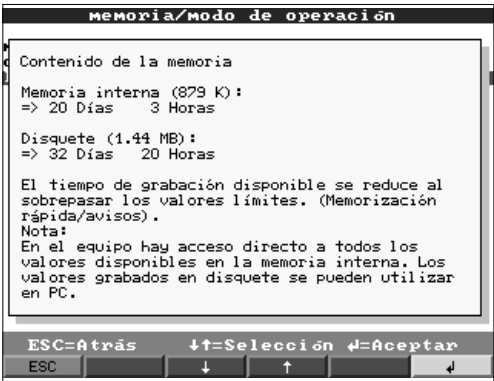 memoria/modo de operación
Contenido de la memoria
Memoria interna (879 K):
=> 20 Días 3 Horas
Disquete (1.44 MB):
=> 32 Días 20 Horas
El tiempo de grabación disponible se reduce al
sobrepasar los valores límites. (Memorización
rápida/avisos).
Nota:
En el equipo hay acceso directo a todos los
valores disponibles en la memoria interna. Los
valores grabados en disquete se pueden utilizar
en PC.
ESC=Atrás ↓↑=Selección ↲=Aceptar
ESC ↓ ↑ ↲